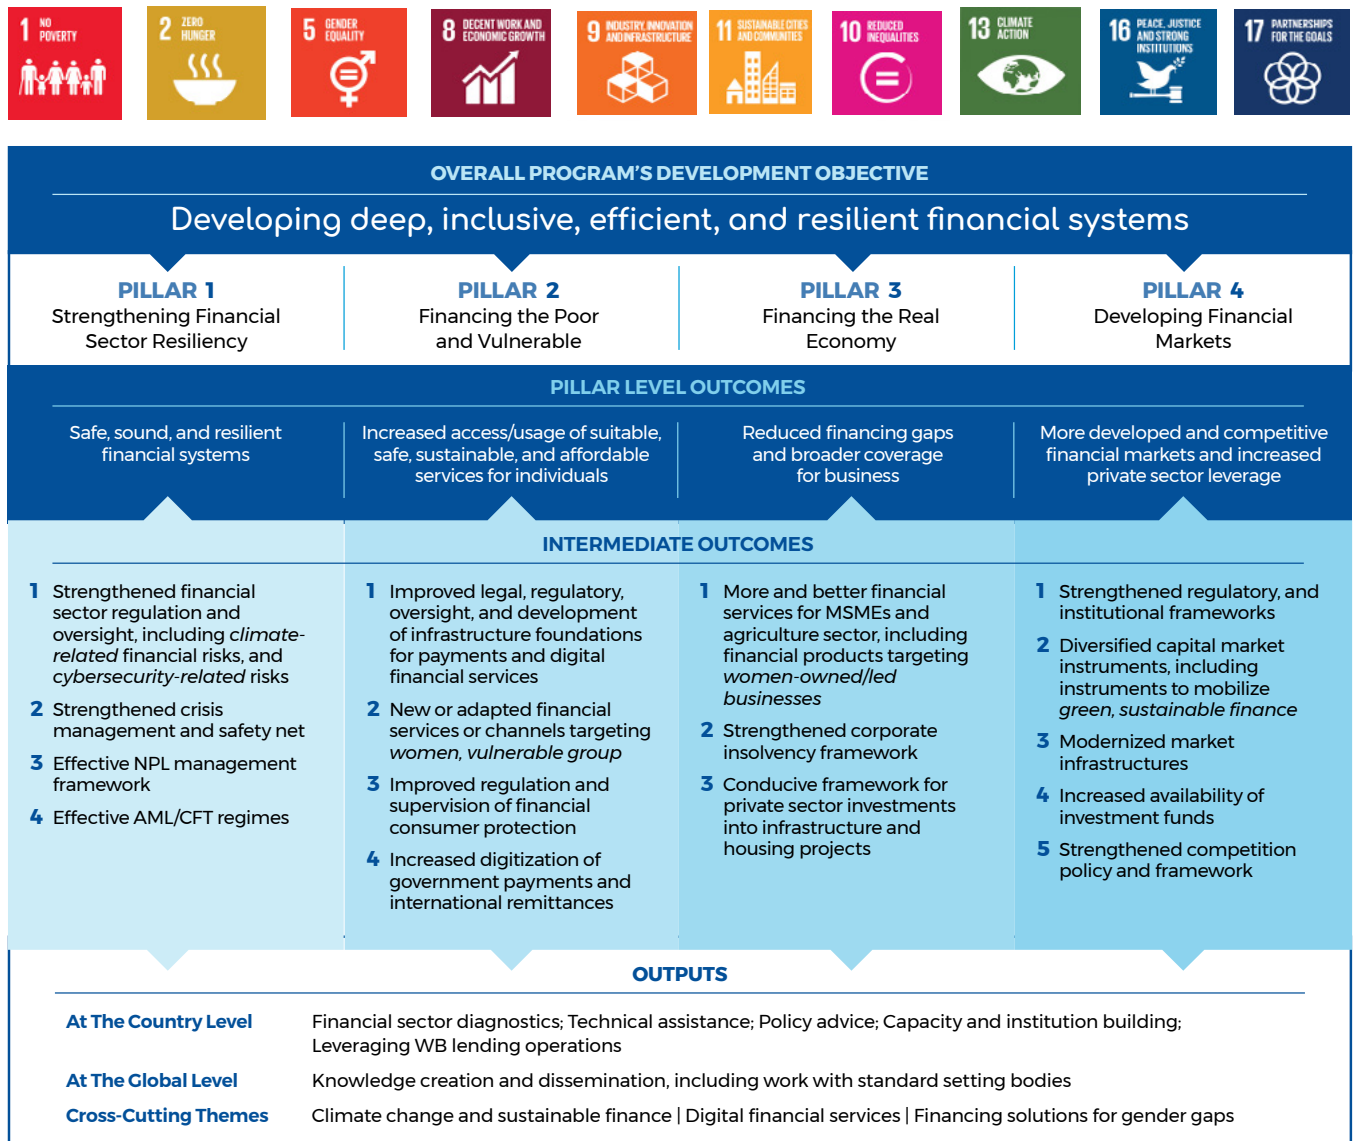 1 NO
POVERTY
2 ZERO
HUNGER
5 GENDER
EQUALITY
8 DECENT WORK AND
ECONOMIC GROWTH
9 INDUSTRY, INNOVATION
AND INFRASTRUCTURE
11 SUSTAINABLE CITIES
AND COMMUNITIES
10 REDUCED
INEQUALITIES
13 CLIMATE
ACTION
16 PEACE, JUSTICE
AND STRONG
INSTITUTIONS
17 PARTNERSHIPS
FOR THE GOALS
OVERALL PROGRAM'S DEVELOPMENT OBJECTIVE
Developing deep, inclusive, efficient, and resilient financial systems
PILLAR 1
Strengthening Financial
Sector Resiliency
PILLAR 2
Financing the Poor
and Vulnerable
PILLAR 3
Financing the Real
Economy
PILLAR 4
Developing Financial
Markets
PILLAR LEVEL OUTCOMES
Safe, sound, and resilient
financial systems
Increased access/usage of suitable,
safe, sustainable, and affordable
services for individuals
Reduced financing gaps
and broader coverage
for business
More developed and competitive
financial markets and increased
private sector leverage
INTERMEDIATE OUTCOMES
1 Strengthened financial
sector regulation and
oversight, including climate-
related financial risks, and
cybersecurity-related risks
2 Strengthened crisis
management and safety net
3 Effective NPL management
framework
4 Effective AML/CFT regimes
1 Improved legal, regulatory,
oversight, and development
of infrastructure foundations
for payments and digital
financial services
2 New or adapted financial
services or channels targeting
women, vulnerable group
3 Improved regulation and
supervision of financial
consumer protection
4 Increased digitization of
government payments and
international remittances
1 More and better financial
services for MSMEs and
agriculture sector, including
financial products targeting
women-owned/led
businesses
2 Strengthened corporate
insolvency framework
3 Conducive framework for
private sector investments
into infrastructure and
housing projects
1 Strengthened regulatory, and
institutional frameworks
2 Diversified capital market
instruments, including
instruments to mobilize
green, sustainable finance
3 Modernized market
infrastructures
4 Increased availability of
investment funds
5 Strengthened competition
policy and framework
OUTPUTS
At The Country Level Financial sector diagnostics; Technical assistance; Policy advice; Capacity and institution building;
Leveraging WB lending operations
At The Global Level Knowledge creation and dissemination, including work with standard setting bodies
Cross-Cutting Themes Climate change and sustainable finance | Digital financial services | Financing solutions for gender gaps